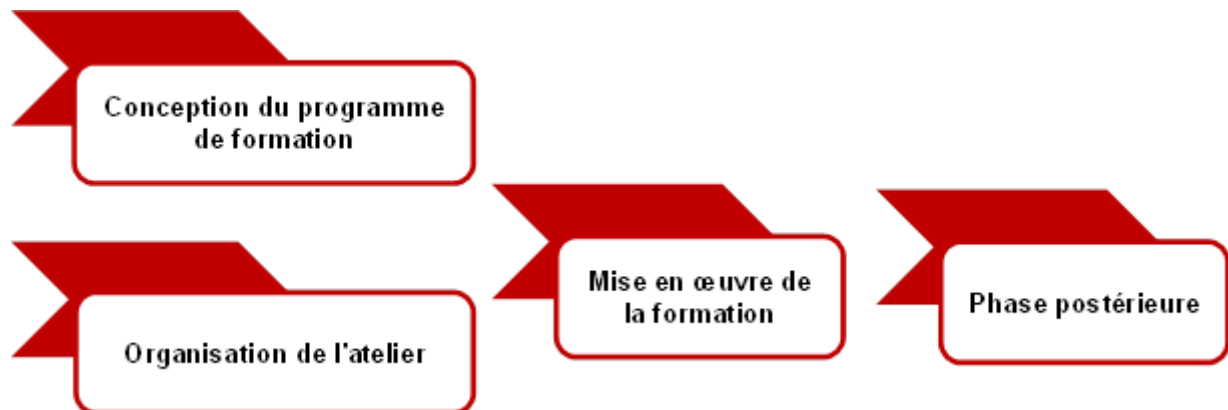 Conception du programme
de formation
Organisation de l'atelier
Mise en œuvre de
la formation
Phase postérieure